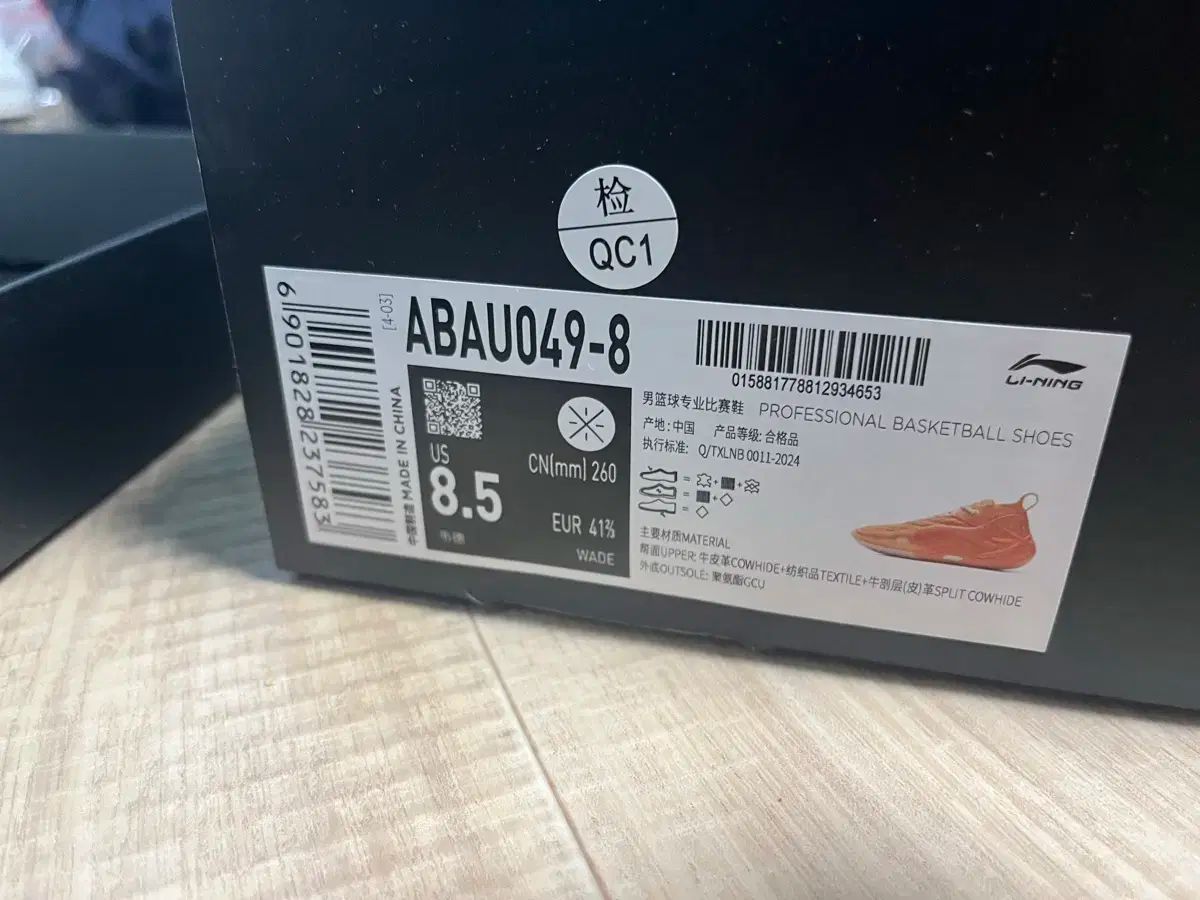 检
QC1
6 901828 237583
[4-03]
中国制造 MADE IN CHINA
ABAU049-8
US
8.5
韦德
CN(mm) 260
EUR 41⅓
WADE
015881778812934653
LI-NING
男篮球专业比赛鞋 PROFESSIONAL BASKETBALL SHOES
产地: 中国 产品等级: 合格品
执行标准: Q/TXLNB 0011-2024
主要材质MATERIAL
帮面UPPER: 牛皮革COWHIDE+纺织品TEXTILE+牛剖层(皮)革SPLIT COWHIDE
外底OUTSOLE: 聚氨酯GCU